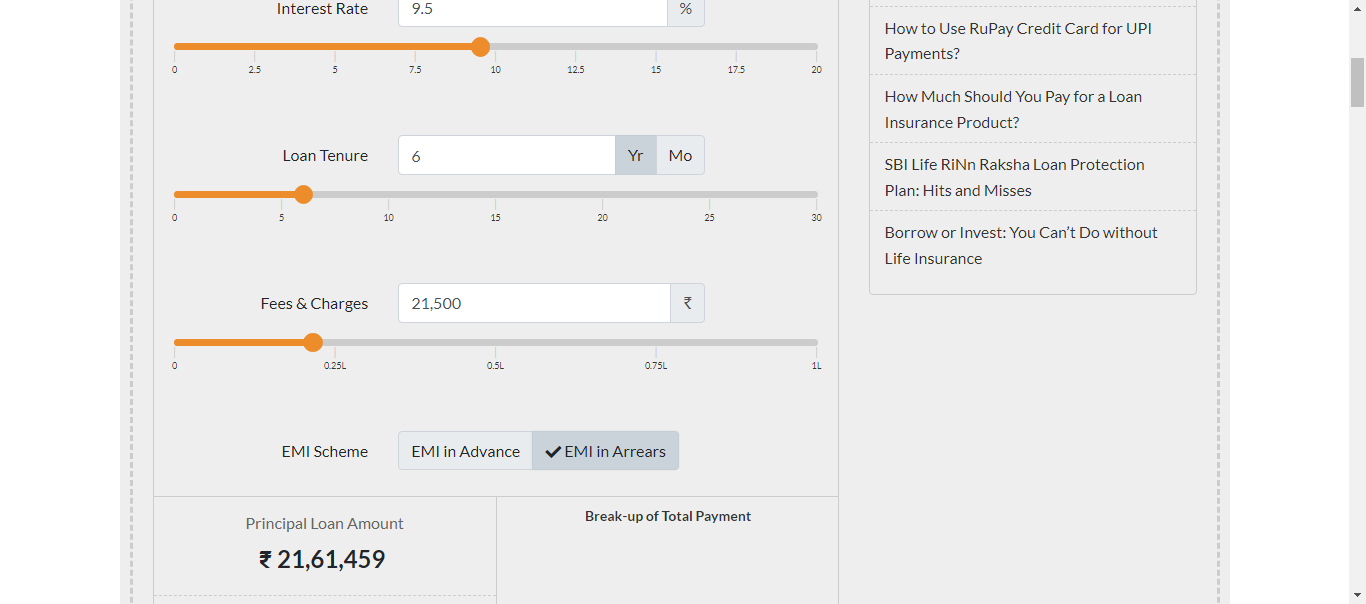 Interest Rate 9.5 %
0 2.5 5 7.5 10 12.5 15 17.5 20
Loan Tenure 6 Yr Mo
0 5 10 15 20 25 30
Fees & Charges 21,500 ₹
0 0.25L 0.5L 0.75L 1L
EMI Scheme EMI in Advance EMI in Arrears
Principal Loan Amount
₹ 21,61,459
Break-up of Total Payment
How to Use RuPay Credit Card for UPI
Payments?
How Much Should You Pay for a Loan
Insurance Product?
SBI Life RiNn Raksha Loan Protection
Plan: Hits and Misses
Borrow or Invest: You Can’t Do without
Life Insurance